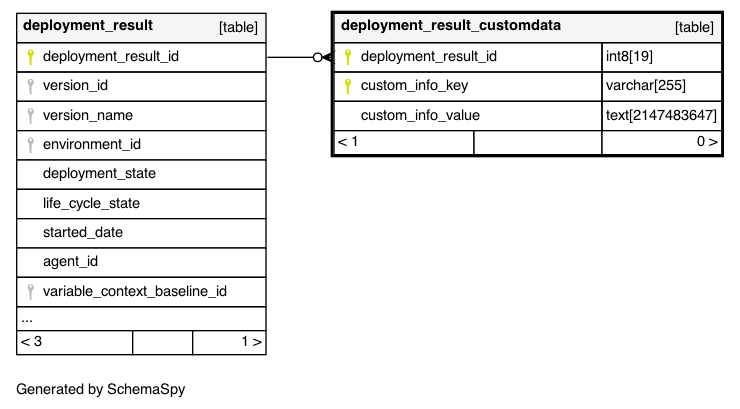 deployment_result [table]
deployment_result_id
version_id
version_name
environment_id
deployment_state
life_cycle_state
started_date
agent_id
variable_context_baseline_id
...
< 3 1 >
deployment_result_customdata [table]
deployment_result_id int8[19]
custom_info_key varchar[255]
custom_info_value text[2147483647]
< 1 0 >
Generated by SchemaSpy